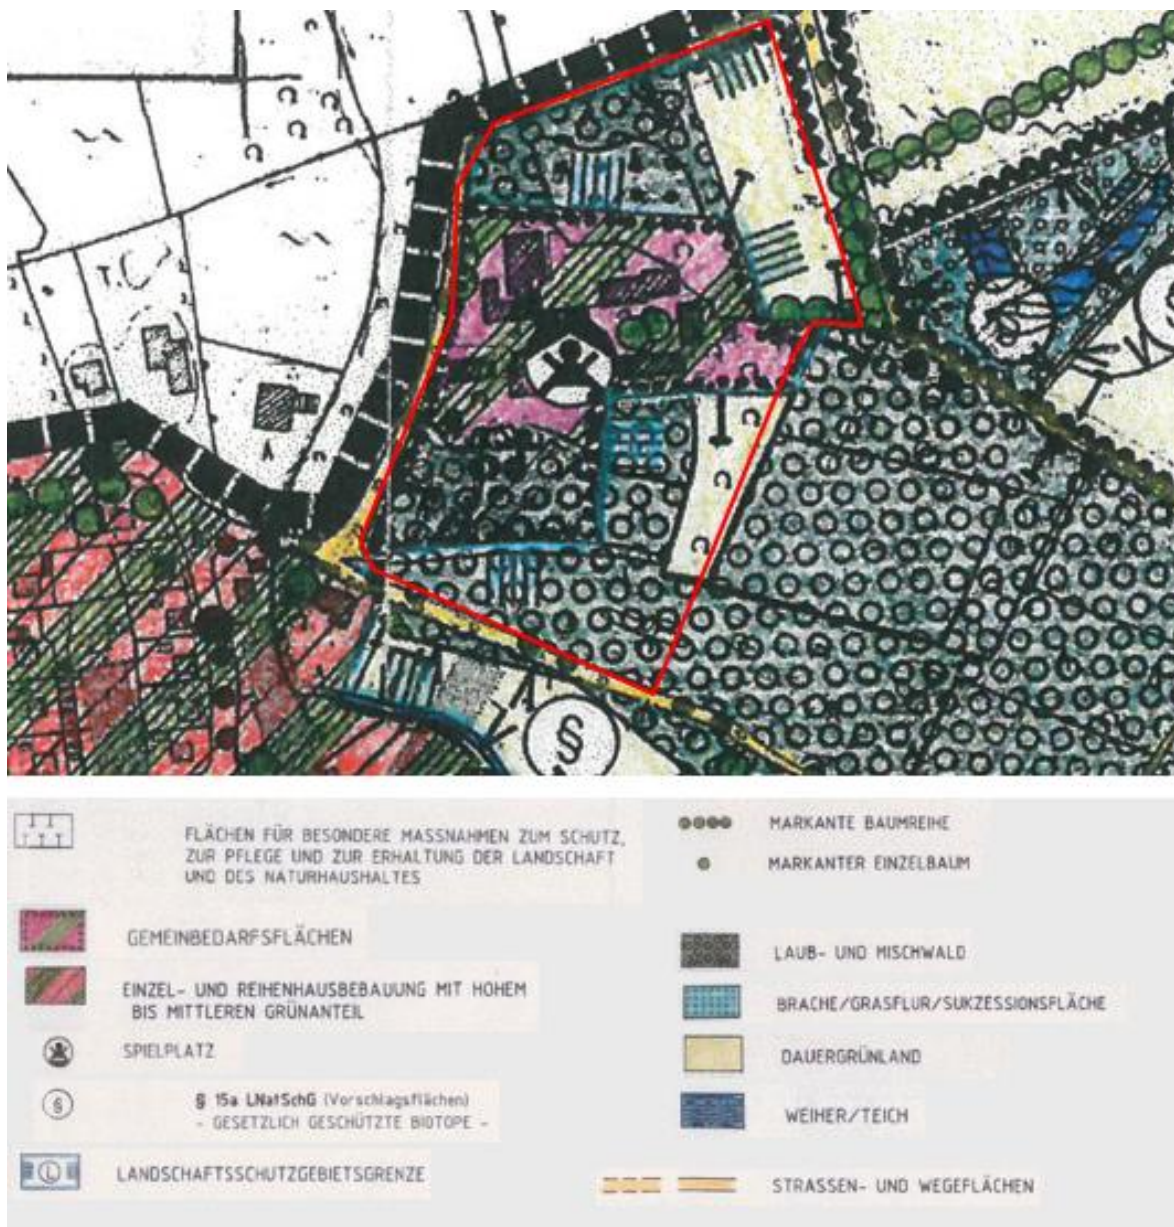 T.C
A
§
FLÄCHEN FÜR BESONDERE MASSNAHMEN ZUM SCHUTZ,
ZUR PFLEGE UND ZUR ERHALTUNG DER LANDSCHAFT
UND DES NATURHAUSHALTES
GEMEINBEDARFSFLÄCHEN
EINZEL- UND REIHENHAUSBEBAUUNG MIT HOHEM
BIS MITTLEREN GRÜNANTEIL
SPIELPLATZ
§
§ 15a LNatSchG (Vorschlagsflächen)
- GESETZLICH GESCHÜTZTE BIOTOPE -
L
LANDSCHAFTSSCHUTZGEBIETSGRENZE
MARKANTE BAUMREIHE
MARKANTER EINZELBAUM
LAUB- UND MISCHWALD
BRACHE/GRASFLUR/SUKZESSIONSFLÄCHE
DAUERGRÜNLAND
WEIHER/TEICH
STRASSEN- UND WEGEFLÄCHEN